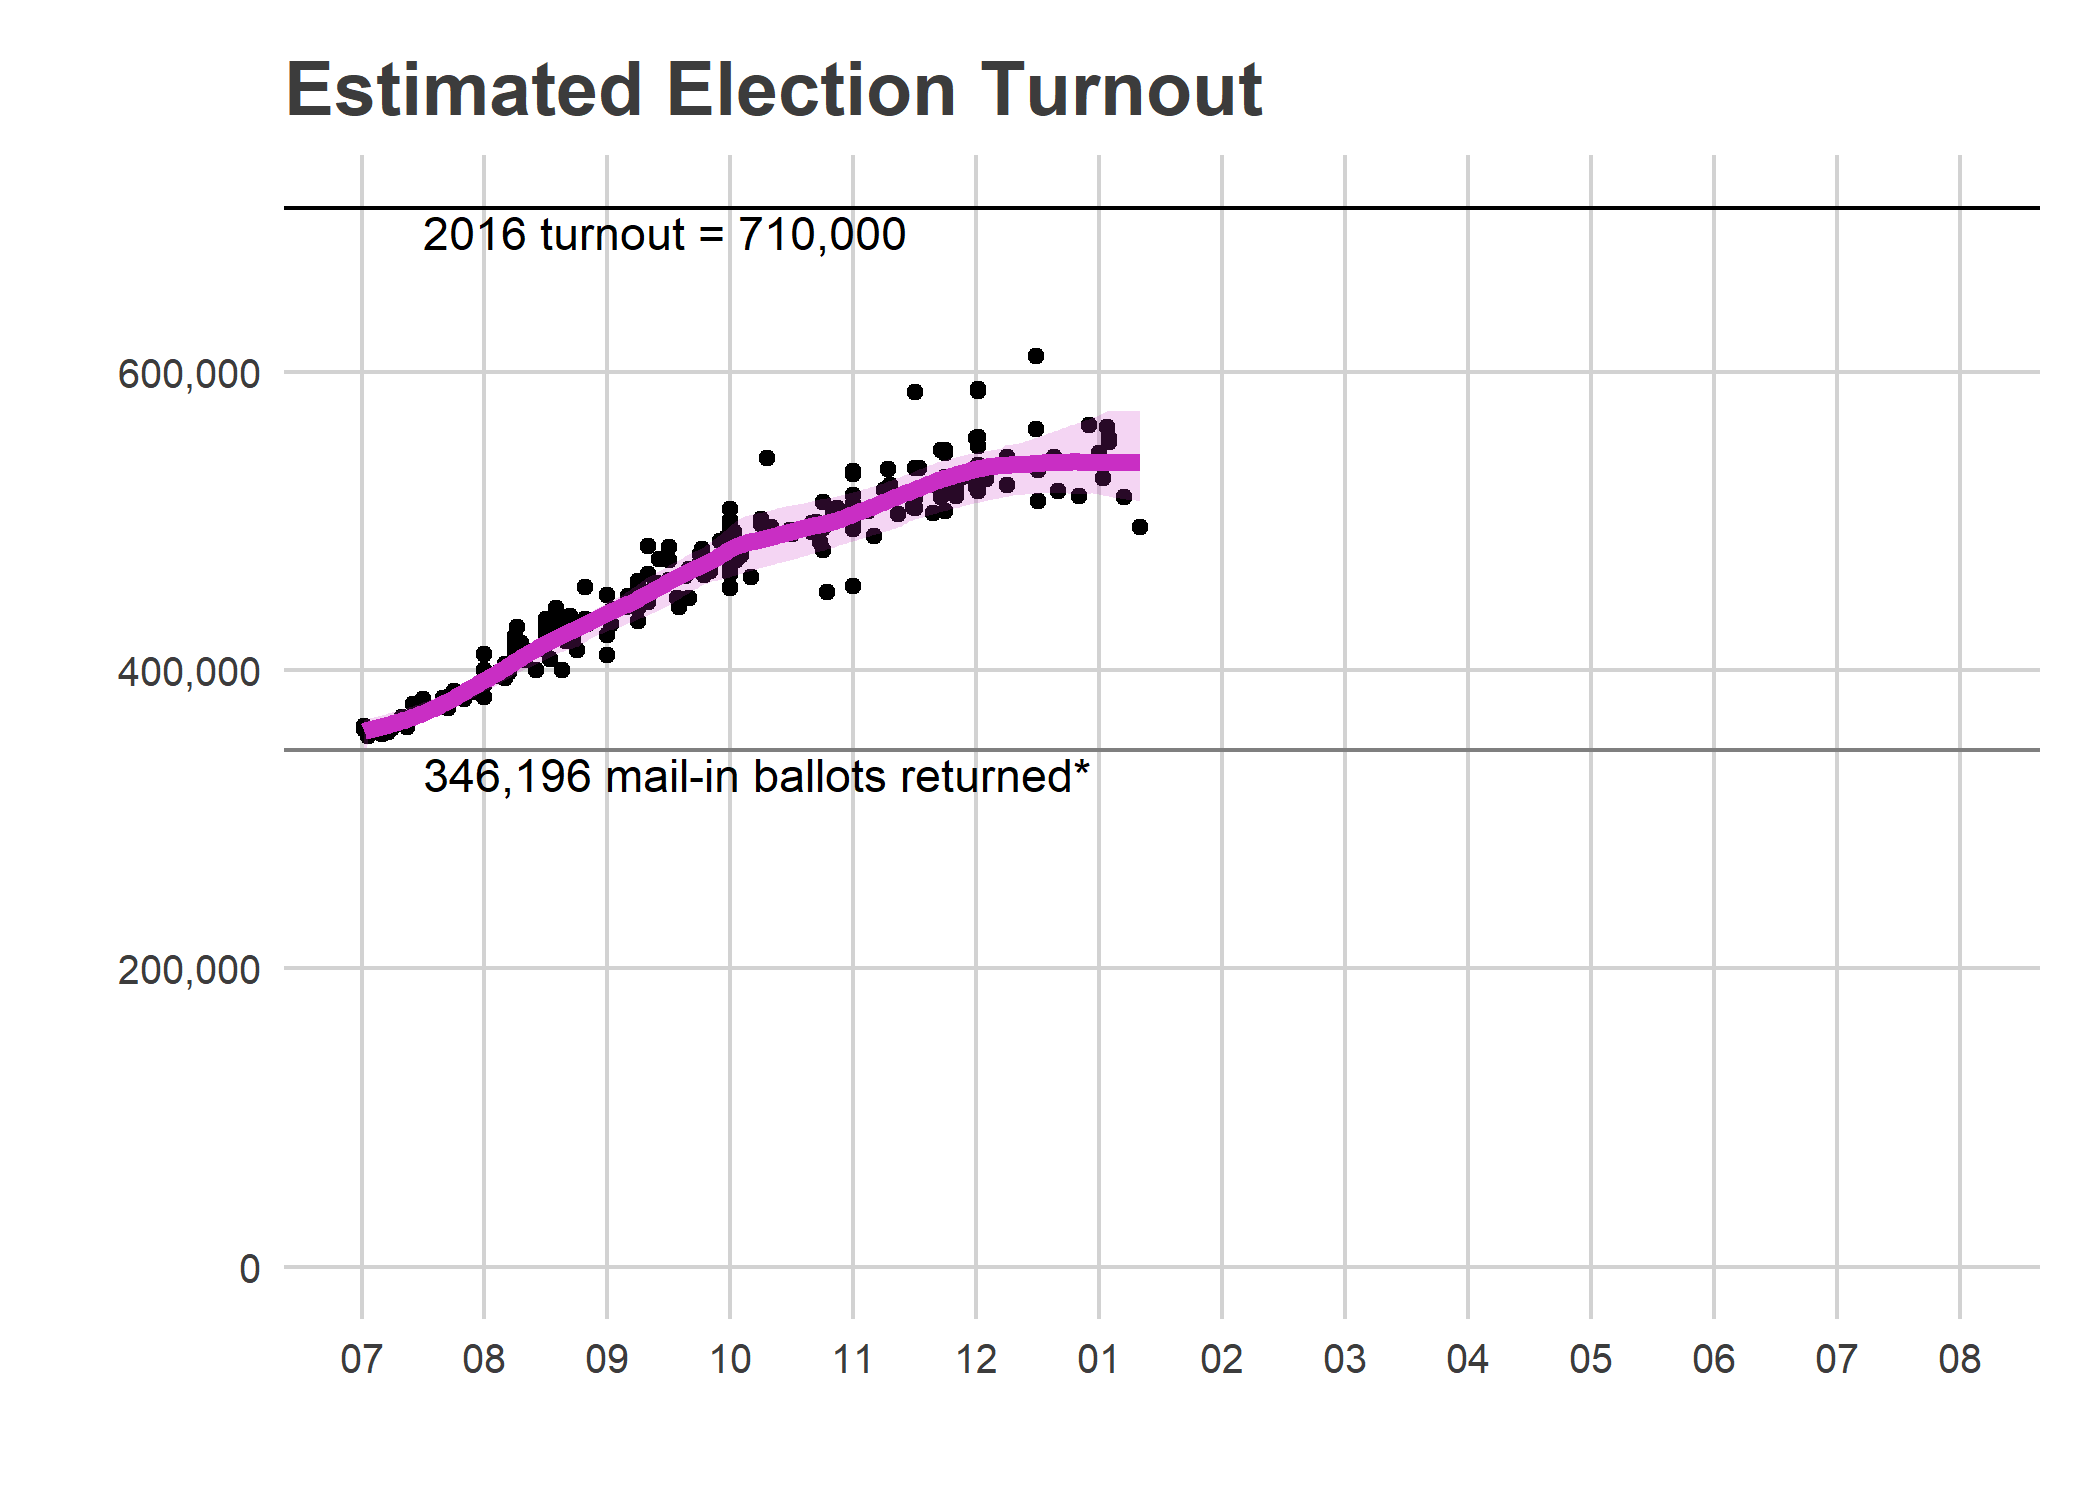 Estimated Election Turnout
2016 turnout = 710,000
600,000
400,000
346,196 mail-in ballots returned*
200,000
0
07 08 09 10 11 12 01 02 03 04 05 06 07 08